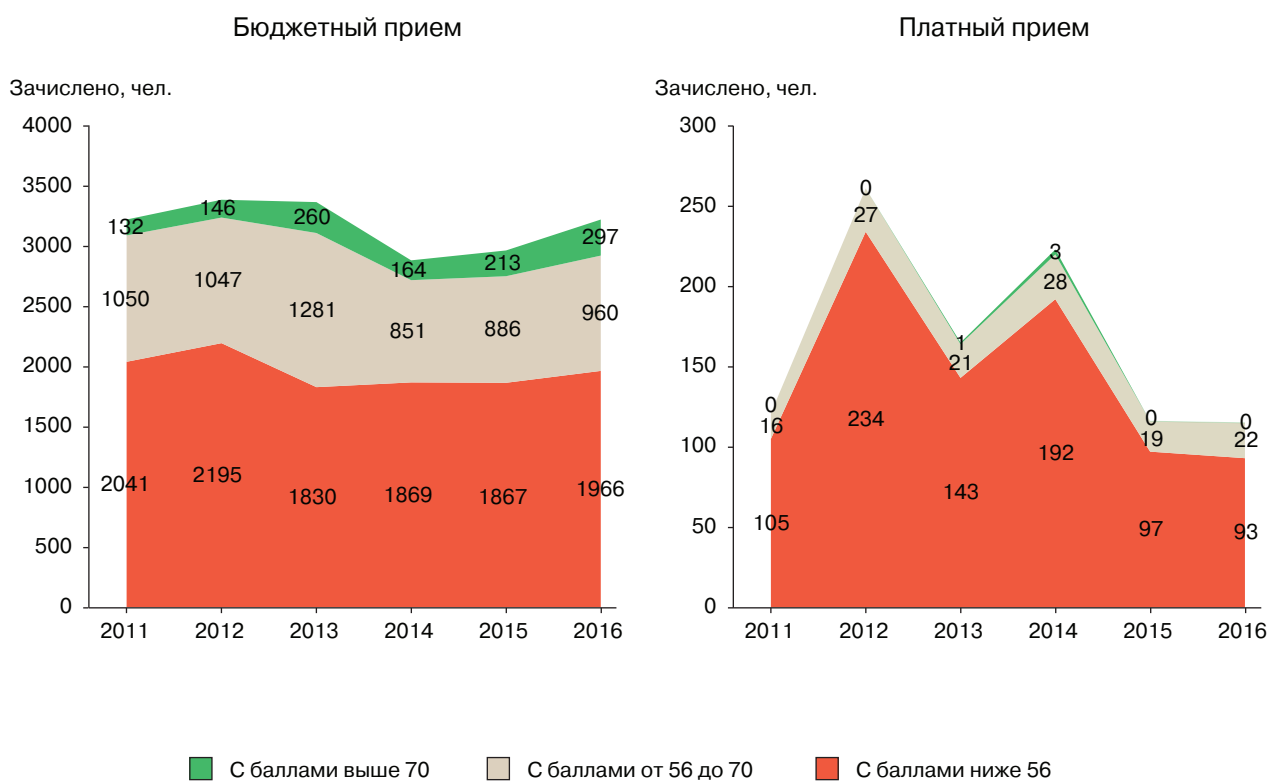 Бюджетный прием
Зачислено, чел.
4000
3500
3000
2500
2000
1500
1000
500
0
132 146 260 164 213 297
1050 1047 1281 851 886 960
2041 2195 1830 1869 1867 1966
2011 2012 2013 2014 2015 2016
Платный прием
Зачислено, чел.
300
250
200
150
100
50
0
0 0 1 3 0 0
16 27 21 28 19 22
105 234 143 192 97 93
2011 2012 2013 2014 2015 2016
С баллами выше 70 С баллами от 56 до 70 С баллами ниже 56